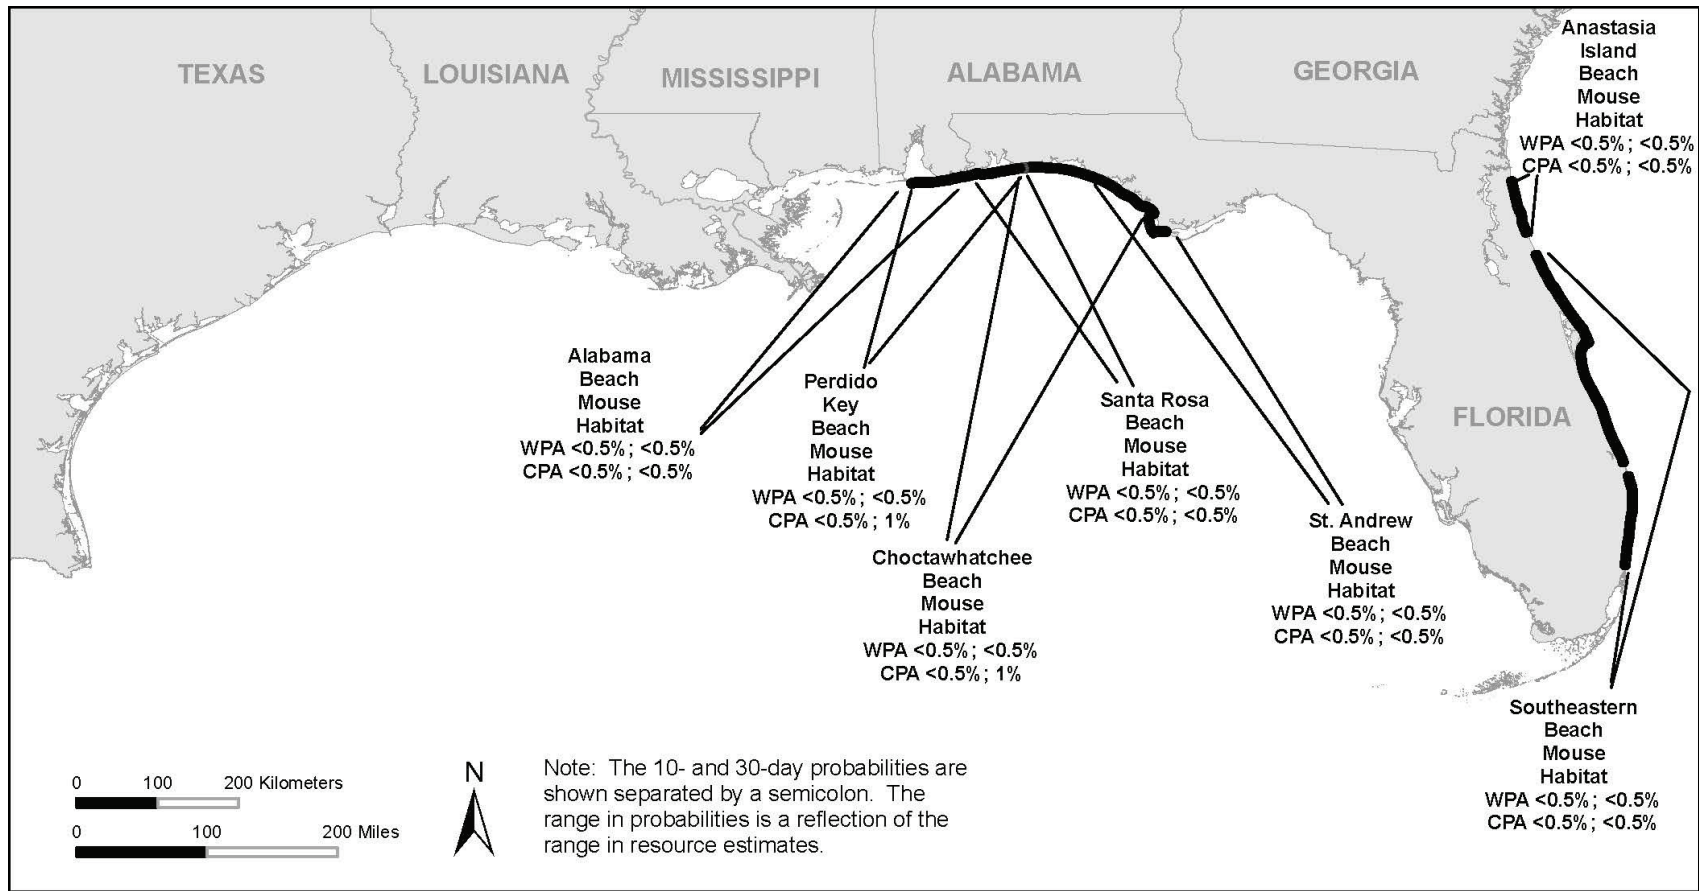 TEXAS
LOUISIANA
MISSISSIPPI
ALABAMA
GEORGIA
FLORIDA
Anastasia
Island
Beach
Mouse
Habitat
WPA <0.5% ; <0.5%
CPA <0.5% ; <0.5%
Alabama
Beach
Mouse
Habitat
WPA <0.5% ; <0.5%
CPA <0.5% ; <0.5%
Perdido
Key
Beach
Mouse
Habitat
WPA <0.5% ; <0.5%
CPA <0.5% ; 1%
Choctawhatchee
Beach
Mouse
Habitat
WPA <0.5% ; <0.5%
CPA <0.5% ; 1%
Santa Rosa
Beach
Mouse
Habitat
WPA <0.5% ; <0.5%
CPA <0.5% ; <0.5%
St. Andrew
Beach
Mouse
Habitat
WPA <0.5% ; <0.5%
CPA <0.5% ; <0.5%
Southeastern
Beach
Mouse
Habitat
WPA <0.5% ; <0.5%
CPA <0.5% ; <0.5%
0 100 200 Kilometers
0 100 200 Miles
N
Note: The 10- and 30-day probabilities are
shown separated by a semicolon. The
range in probabilities is a reflection of the
range in resource estimates.